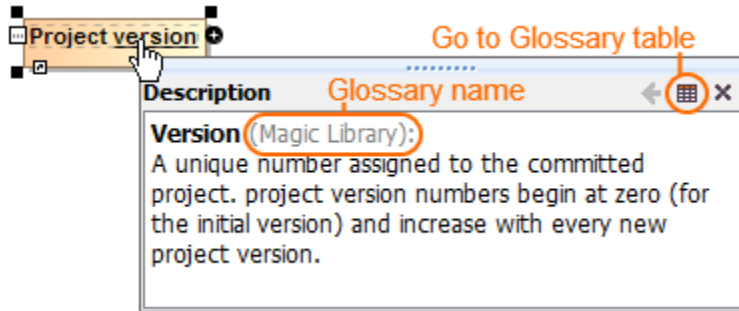 Project version
Go to Glossary table
Description
Glossary name
Version (Magic Library):
A unique number assigned to the committed
project. project version numbers begin at zero (for
the initial version) and increase with every new
project version.